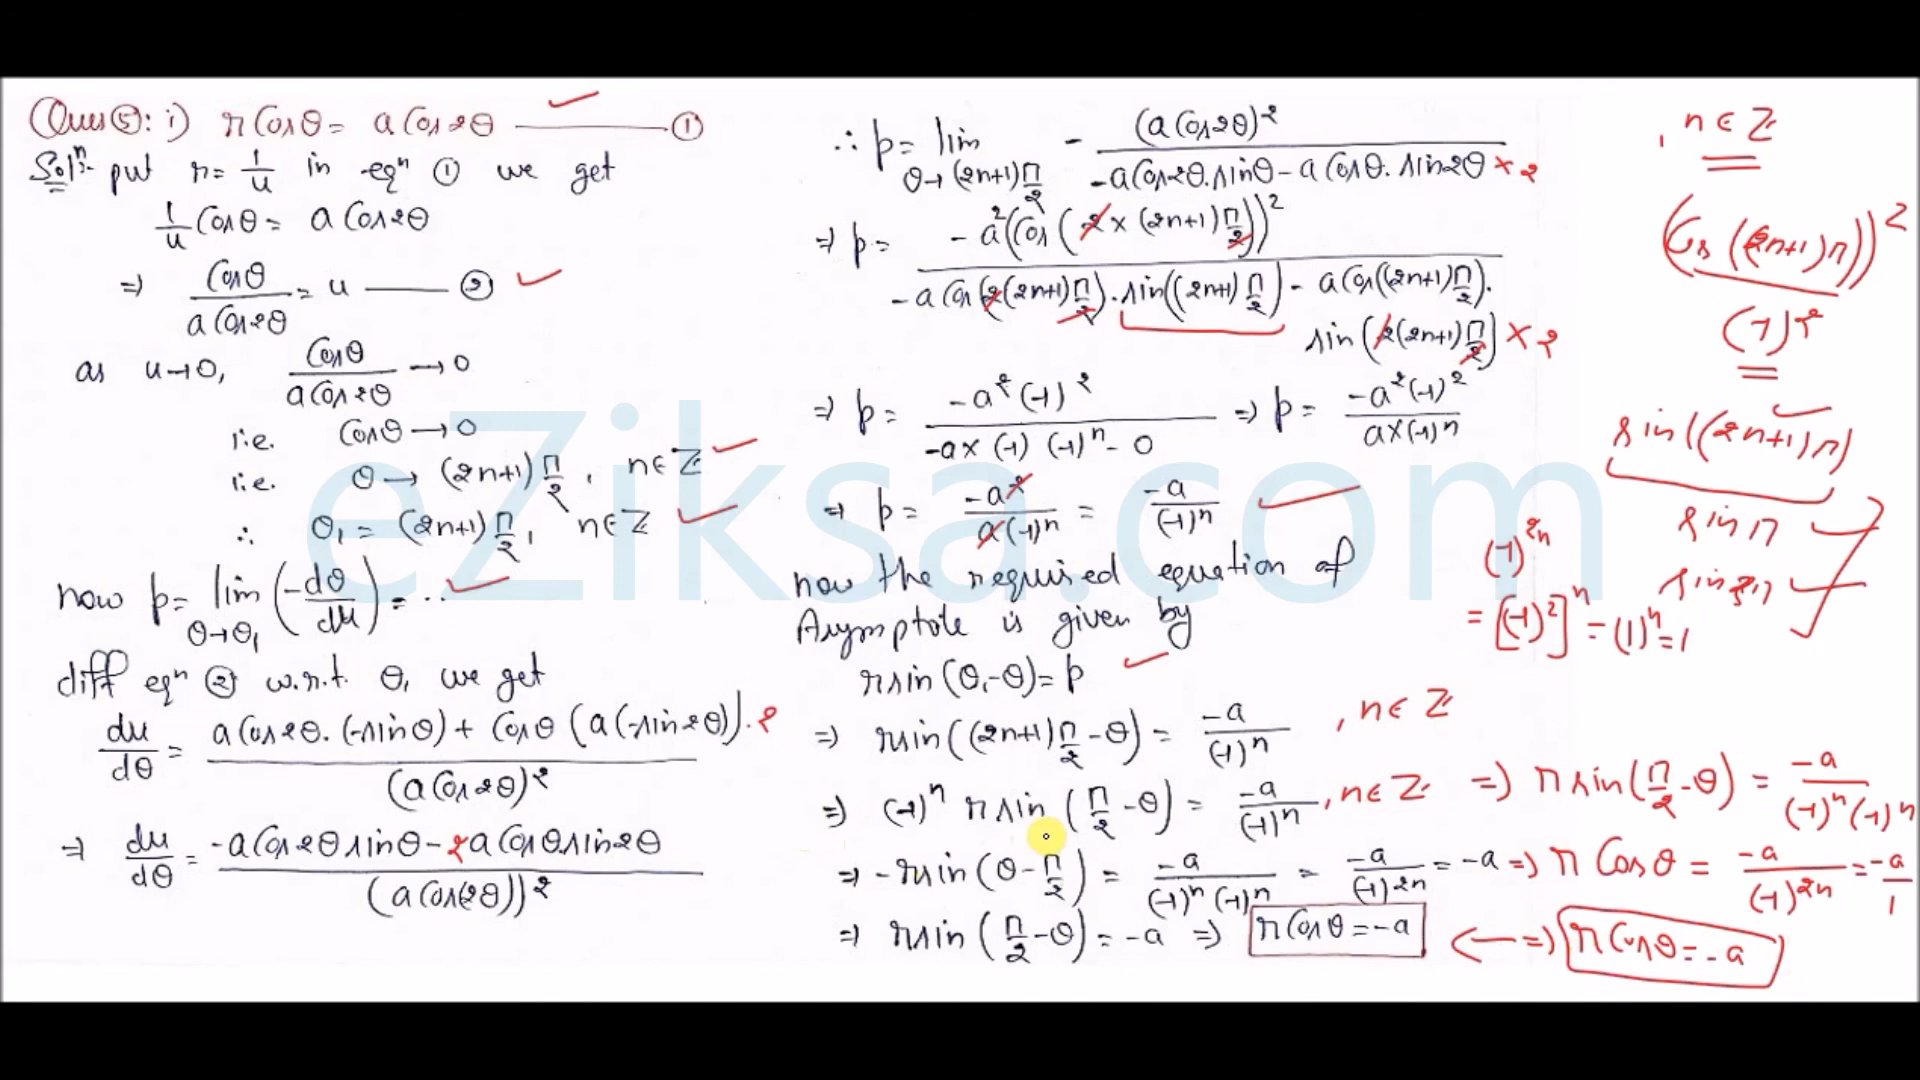 Ques ⑤: i) r Cosθ = a Cos2θ ——— ①
Solⁿ:- put r = 1/u in eqⁿ ① we get
1/u Cosθ = a Cos2θ
⇒ Cosθ / a Cos2θ = u ——— ②
as u→0, Cosθ / a Cos2θ → 0
i.e. Cosθ → 0
i.e. θ → (2n+1) π/2, n∈Z
∴ θ₁ = (2n+1) π/2, n∈Z
now p = lim θ→θ₁ (-dθ/du) = ..
diff eqⁿ ② w.r.t. θ, we get
du/dθ = a Cos2θ.(-sinθ) + Cosθ (a(-sin2θ)).2 / (a Cos2θ)²
⇒ du/dθ = -a Cos2θ sinθ - 2a Cosθ sin2θ / (a Cos(2θ))²
∴ p = lim θ→(2n+1)π/2 - (a Cos2θ)² / -a Cos2θ.sinθ - a Cosθ.sin2θ × 2
⇒ p = -a²(Cos(2×(2n+1)π/2))² / -a Cos(2(2n+1)π/2).sin((2n+1)π/2) - a Cos((2n+1)π/2).
sin(2(2n+1)π/2) × 2
⇒ p = -a²(-1)² / -a×(-1)(-1)ⁿ - 0 ⇒ p = -a²(-1)² / a×(-1)ⁿ
⇒ p = -a² / a(-1)ⁿ = -a / (-1)ⁿ
now the required equation of
Asymptote is given by
r sin(θ₁-θ) = p
⇒ r sin((2n+1)π/2 - θ) = -a / (-1)ⁿ , n∈Z
⇒ (-1)ⁿ r sin(π/2 - θ) = -a / (-1)ⁿ , n∈Z ⇒ r sin(π/2 - θ) = -a / (-1)ⁿ(-1)ⁿ
⇒ -r sin(θ - π/2) = -a / (-1)ⁿ(-1)ⁿ = -a / (-1)²ⁿ = -a ⇒ r Cosθ = -a / (-1)²ⁿ = -a/1
⇒ r sin(π/2 - θ) = -a ⇒ r Cosθ = -a ⇐ ⇒ r Cosθ = -a
, n∈Z
(Cos((2n+1)π))²
(-1)²
sin((2n+1)π)
sin π
sin 3π
(-1)²ⁿ
= [(-1)²]ⁿ = (1)ⁿ = 1
eZiksa.com